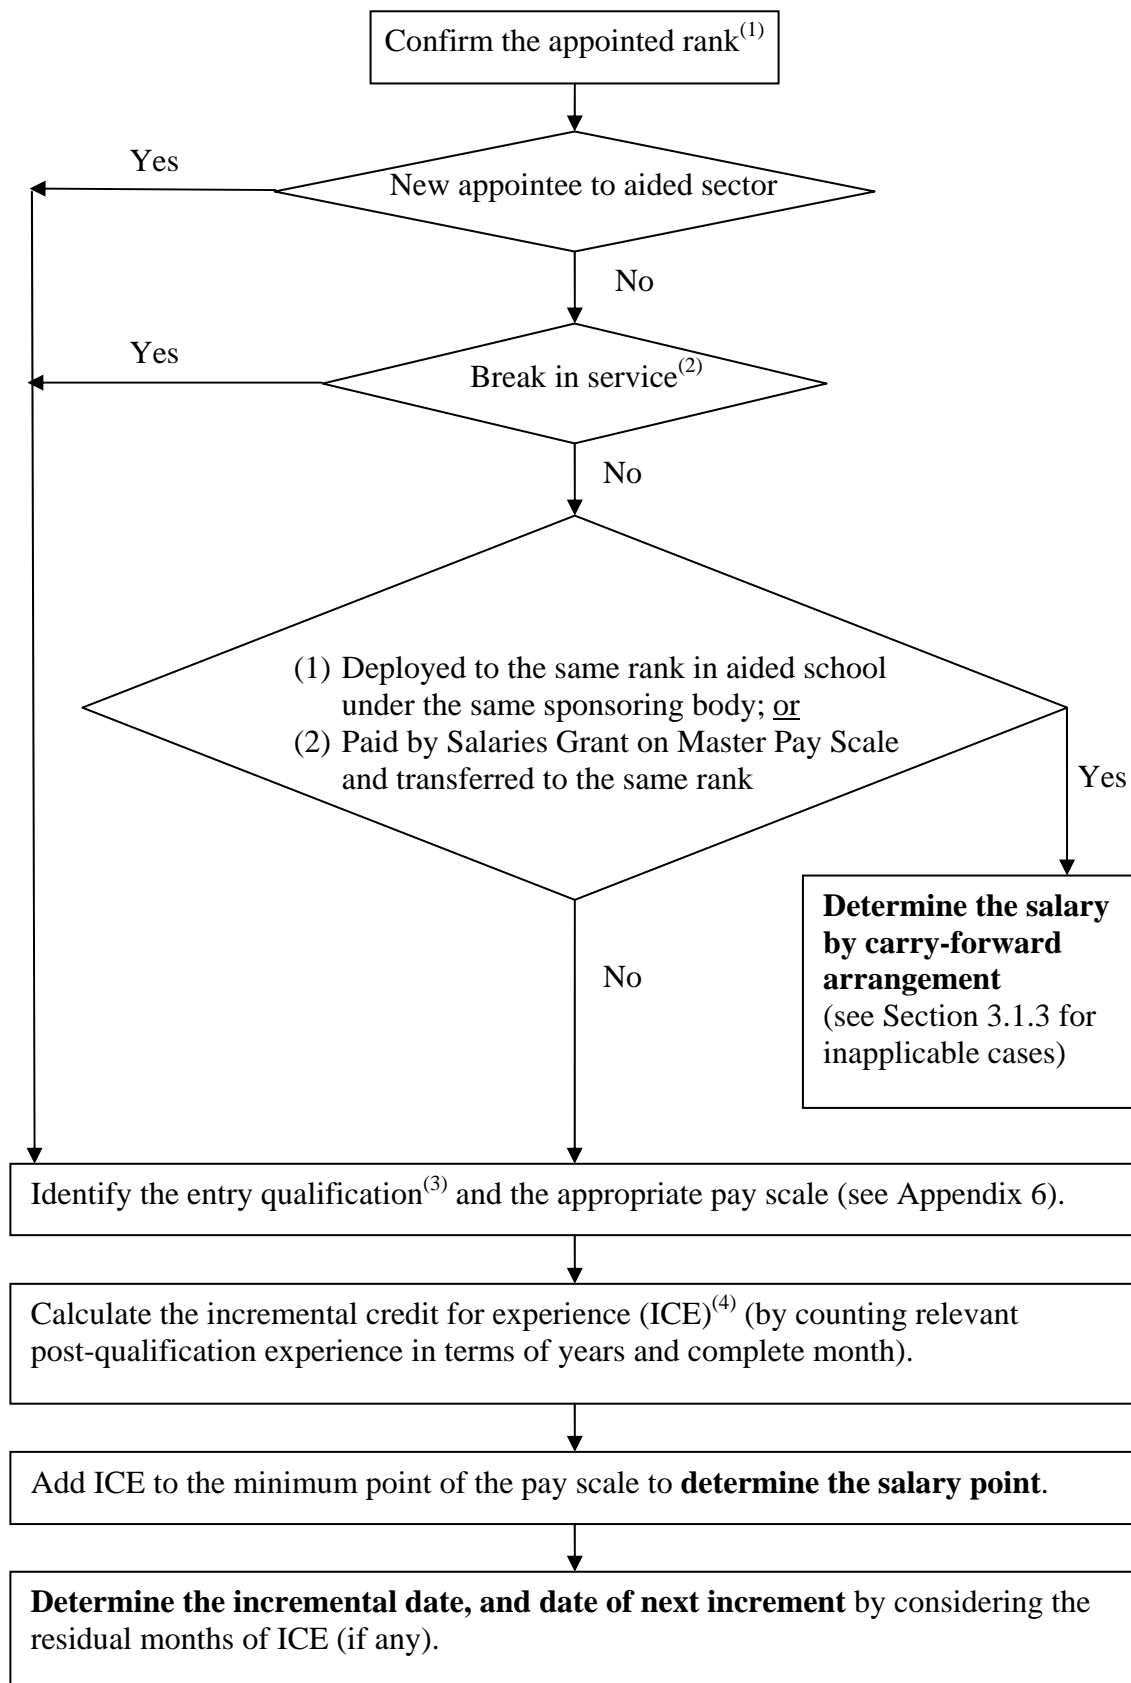 Confirm the appointed rank(1)
Yes
New appointee to aided sector
No
Yes
Break in service(2)
No
(1) Deployed to the same rank in aided school
under the same sponsoring body; or
(2) Paid by Salaries Grant on Master Pay Scale
and transferred to the same rank
Yes
Determine the salary
by carry-forward
arrangement
(see Section 3.1.3 for
inapplicable cases)
No
Identify the entry qualification(3) and the appropriate pay scale (see Appendix 6).
Calculate the incremental credit for experience (ICE)(4) (by counting relevant
post-qualification experience in terms of years and complete month).
Add ICE to the minimum point of the pay scale to determine the salary point.
Determine the incremental date, and date of next increment by considering the
residual months of ICE (if any).